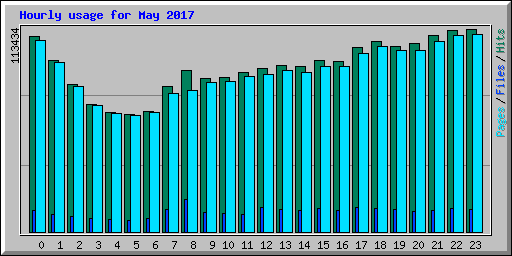 Hourly usage for May 2017
113434
Pages/Files/Hits
0 1 2 3 4 5 6 7 8 9 10 11 12 13 14 15 16 17 18 19 20 21 22 23